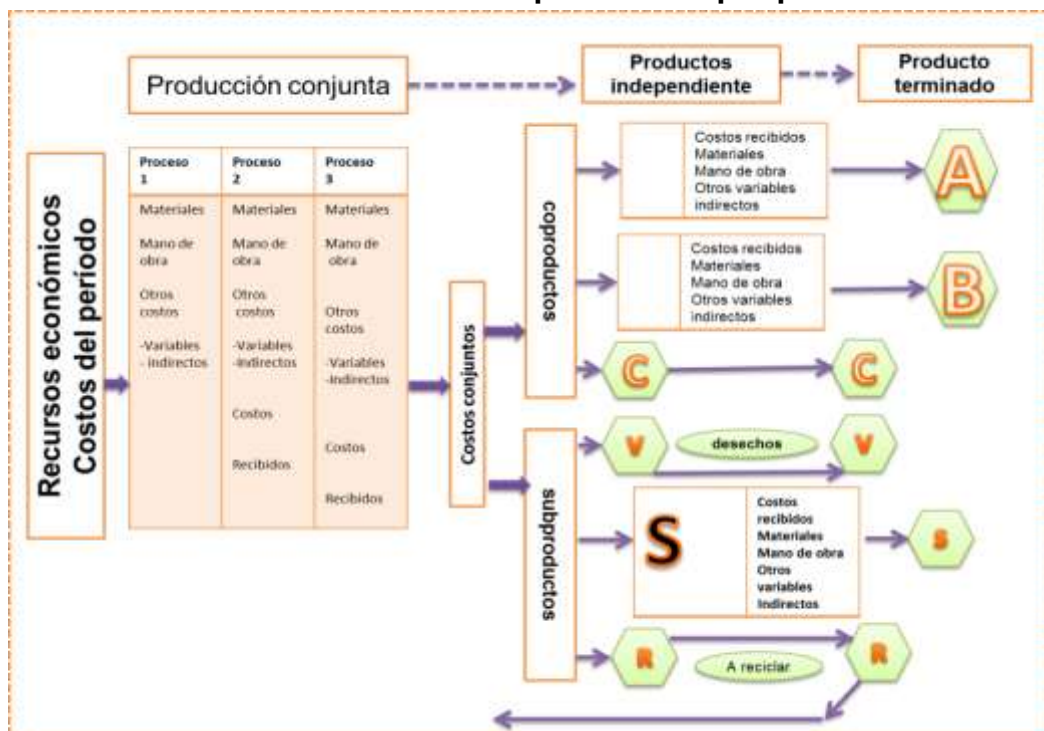 Producción conjunta
Productos
independiente
Producto
terminado
Recursos económicos
Costos del período
Proceso
1
Materiales
Mano de
obra
Otros
costos
-Variables
- indirectos
Proceso
2
Materiales
Mano de
obra
Otros
costos
-Variables
-Indirectos
Costos
Recibidos
Proceso
3
Materiales
Mano de
obra
Otros
costos
-Variables
-Indirectos
Costos
Recibidos
Costos conjuntos
coproductos
Costos recibidos
Materiales
Mano de obra
Otros variables
indirectos
A
Costos recibidos
Materiales
Mano de obra
Otros variables
indirectos
B
C
C
subproductos
V
desechos
V
S
Costos
recibidos
Materiales
Mano de obra
Otros
variables
Indirectos
S
R
A reciclar
R